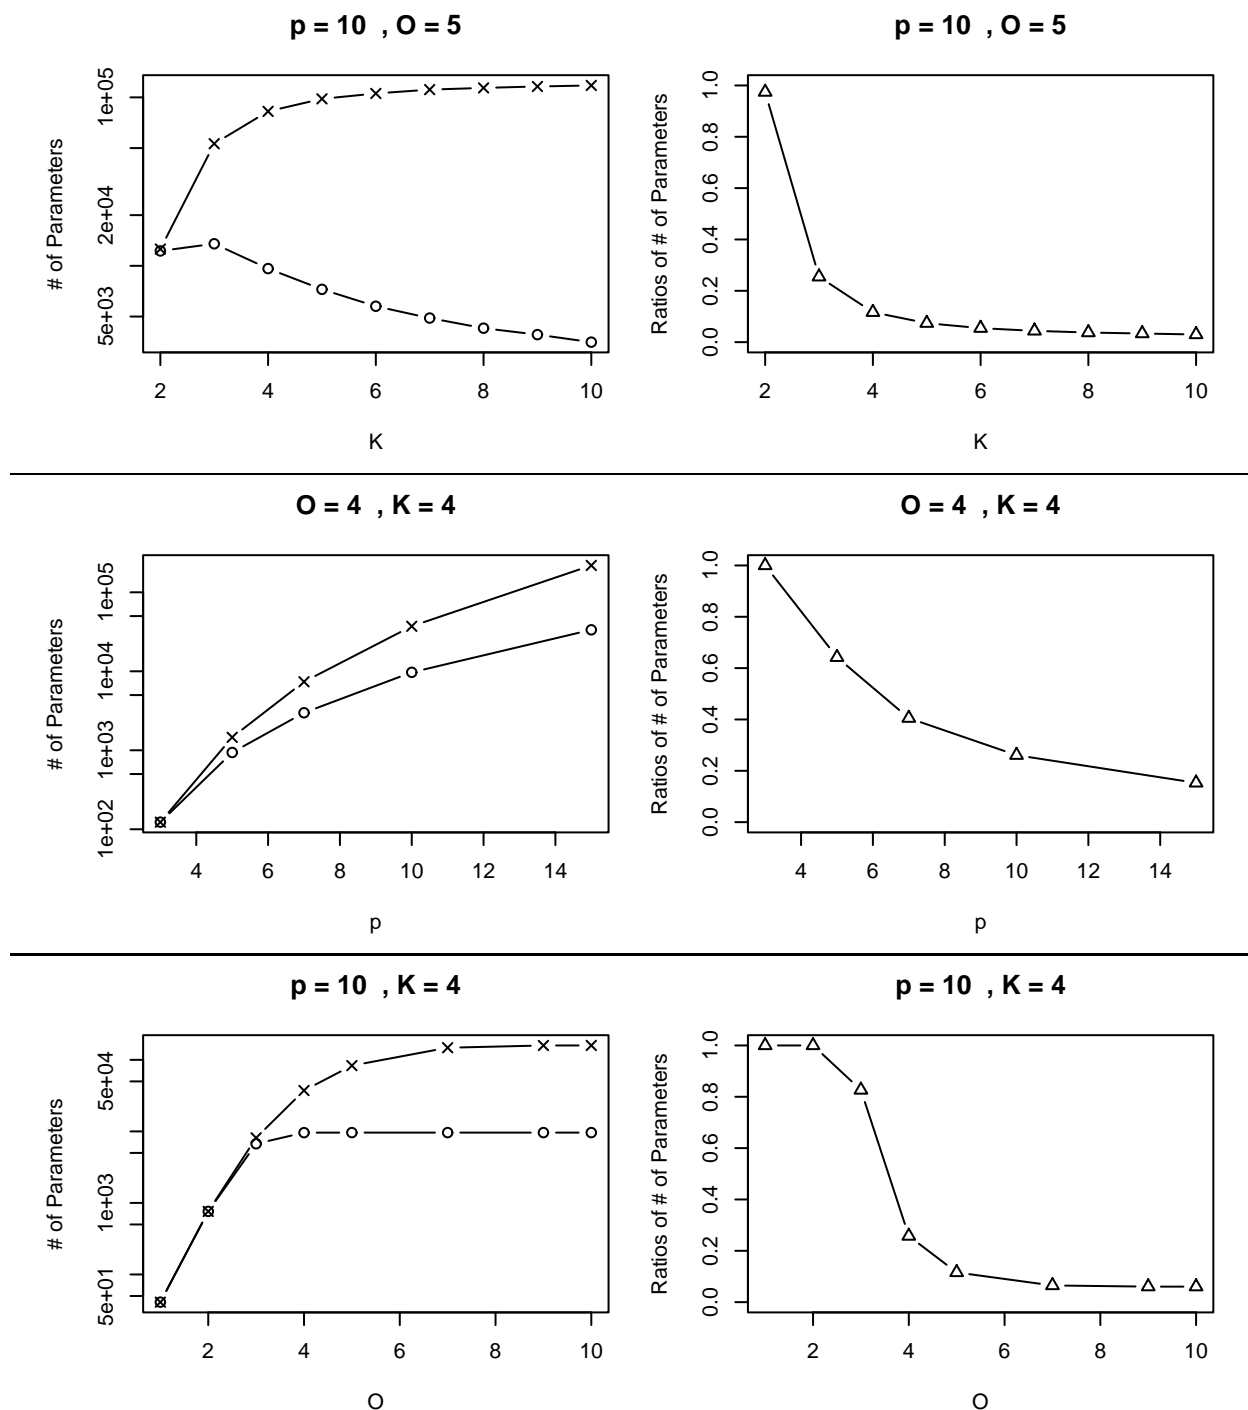 p = 10 , O = 5
# of Parameters
5e+03 2e+04 1e+05
2 4 6 8 10
K
p = 10 , O = 5
Ratios of # of Parameters
0.0 0.2 0.4 0.6 0.8 1.0
2 4 6 8 10
K
O = 4 , K = 4
# of Parameters
1e+02 1e+03 1e+04 1e+05
4 6 8 10 12 14
p
O = 4 , K = 4
Ratios of # of Parameters
0.0 0.2 0.4 0.6 0.8 1.0
4 6 8 10 12 14
p
p = 10 , K = 4
# of Parameters
5e+01 1e+03 5e+04
2 4 6 8 10
O
p = 10 , K = 4
Ratios of # of Parameters
0.0 0.2 0.4 0.6 0.8 1.0
2 4 6 8 10
O